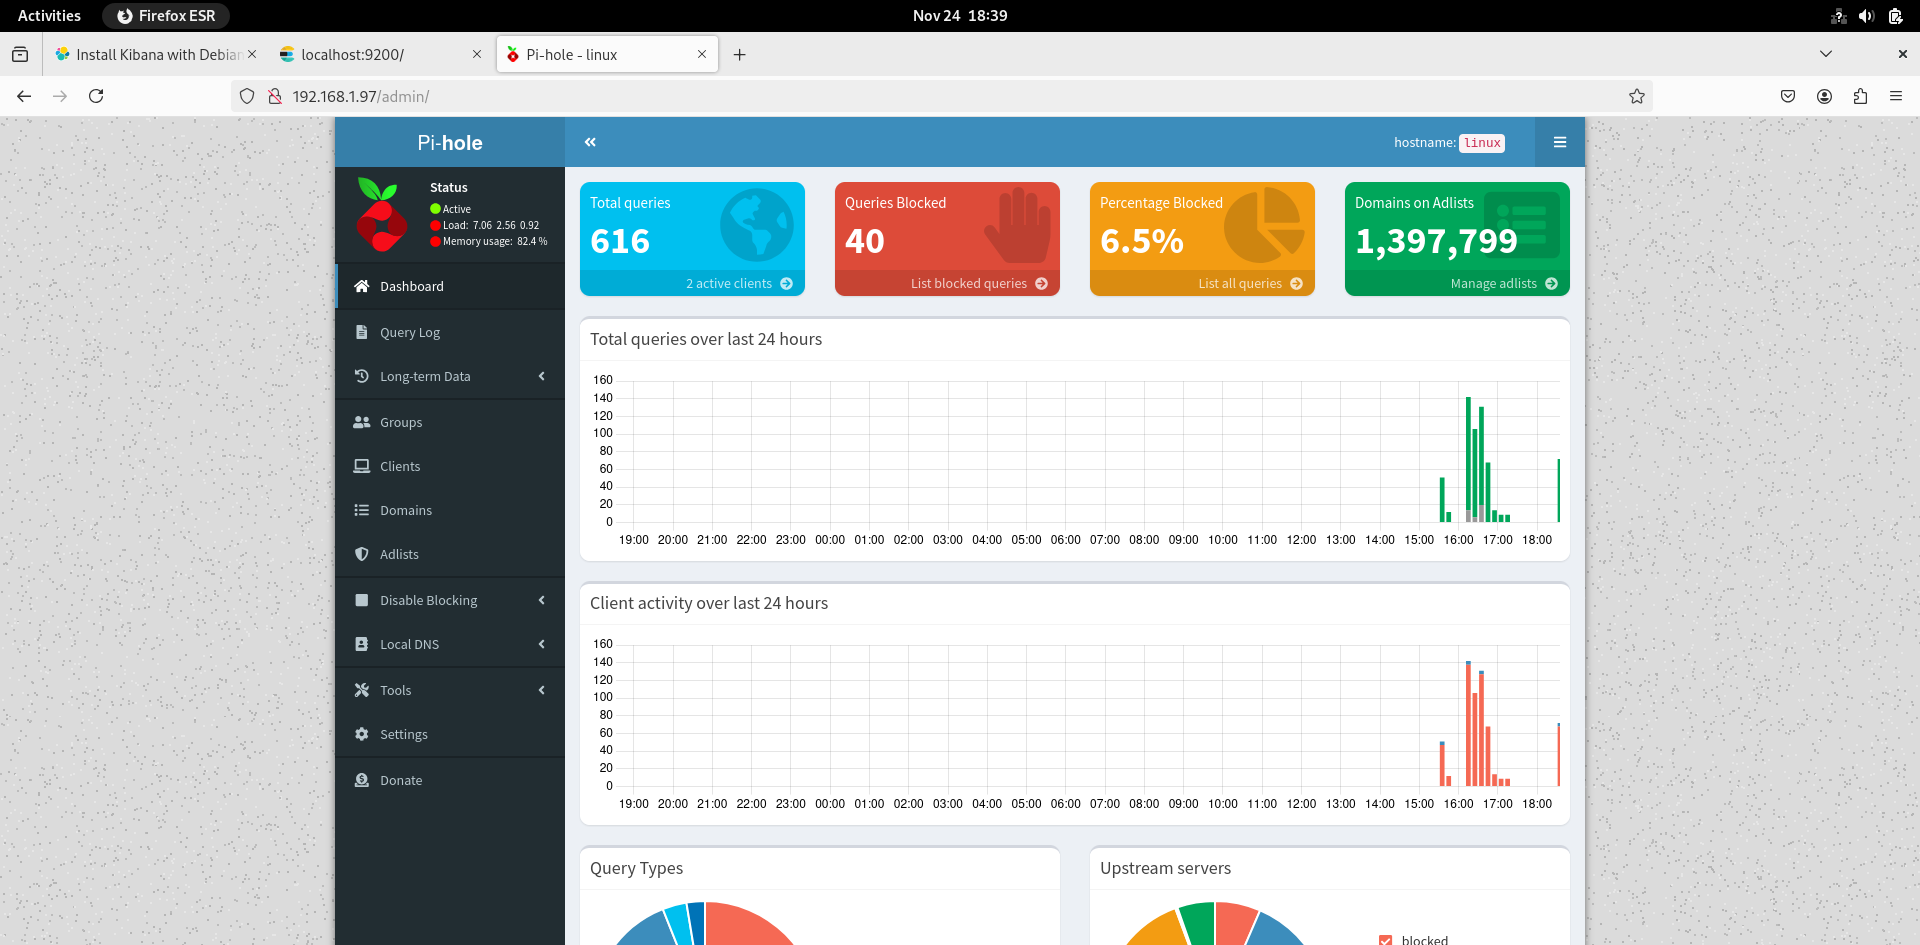 Activities
Firefox ESR
Nov 24 18:39
Install Kibana with Debian
localhost:9200/
Pi-hole - linux
192.168.1.97/admin/
Pi-hole
hostname: linux
Status
Active
Load: 7.06 2.56 0.92
Memory usage: 82.4 %
Dashboard
Query Log
Long-term Data
Groups
Clients
Domains
Adlists
Disable Blocking
Local DNS
Tools
Settings
Donate
Total queries
616
2 active clients
Queries Blocked
40
List blocked queries
Percentage Blocked
6.5%
List all queries
Domains on Adlists
1,397,799
Manage adlists
Total queries over last 24 hours
160
140
120
100
80
60
40
20
0
19:00 20:00 21:00 22:00 23:00 00:00 01:00 02:00 03:00 04:00 05:00 06:00 07:00 08:00 09:00 10:00 11:00 12:00 13:00 14:00 15:00 16:00 17:00 18:00
Client activity over last 24 hours
160
140
120
100
80
60
40
20
0
19:00 20:00 21:00 22:00 23:00 00:00 01:00 02:00 03:00 04:00 05:00 06:00 07:00 08:00 09:00 10:00 11:00 12:00 13:00 14:00 15:00 16:00 17:00 18:00
Query Types
Upstream servers
blocked